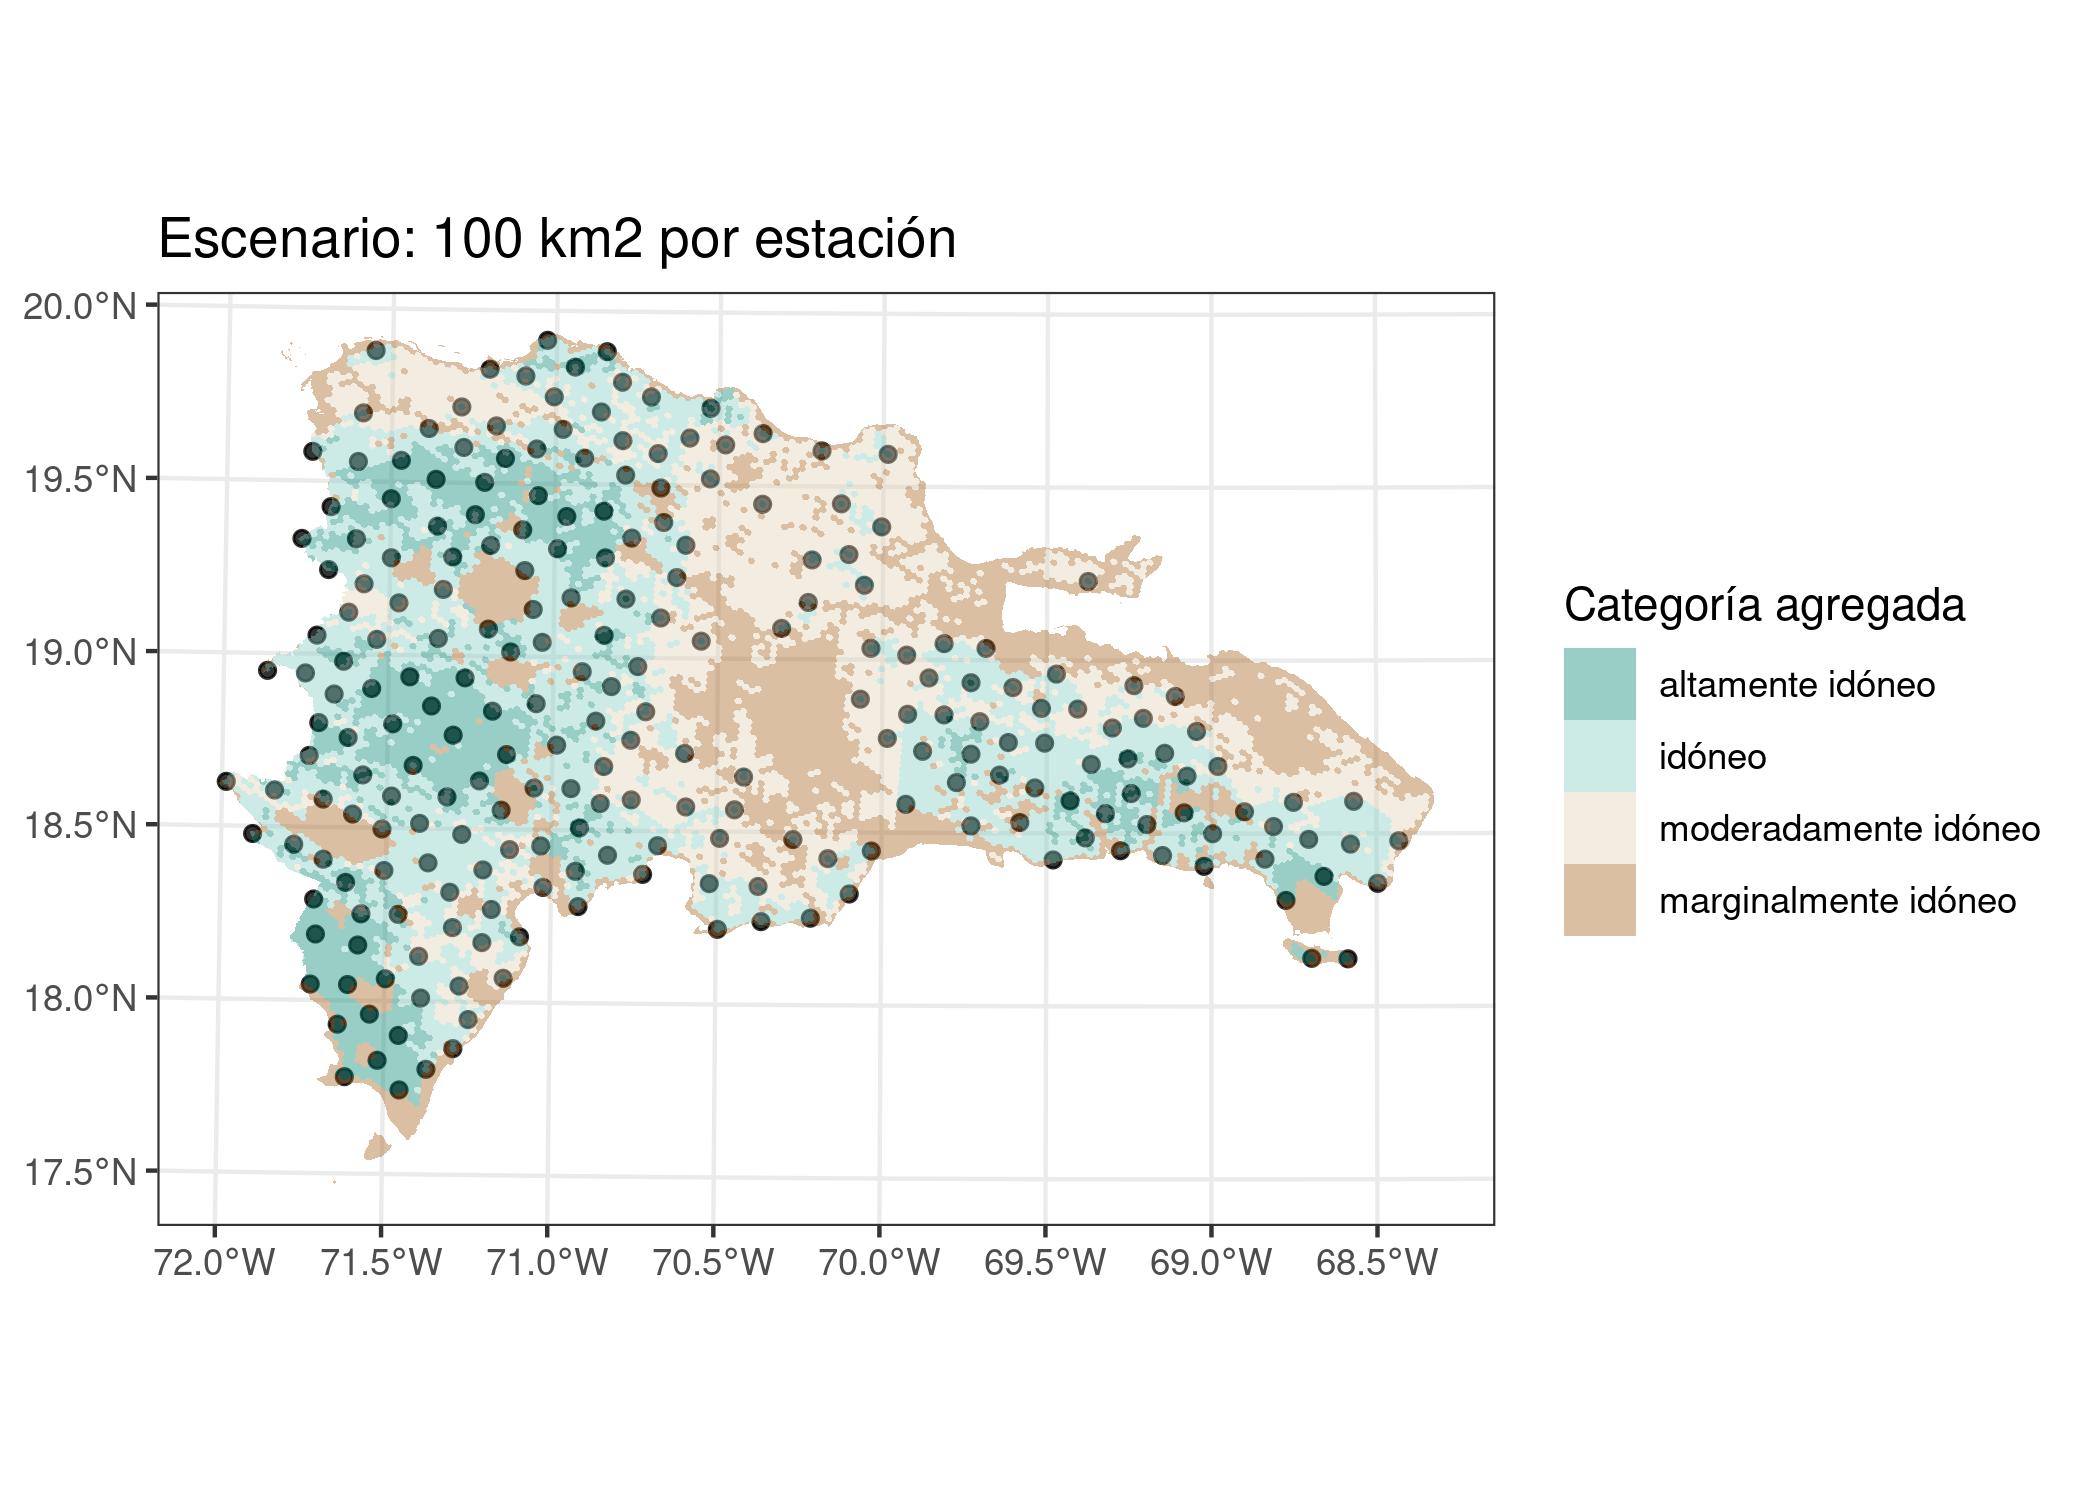 Escenario: 100 km2 por estación
20.0°N
19.5°N
19.0°N
18.5°N
18.0°N
17.5°N
72.0°W 71.5°W 71.0°W 70.5°W 70.0°W 69.5°W 69.0°W 68.5°W
Categoría agregada
altamente idóneo
idóneo
moderadamente idóneo
marginalmente idóneo